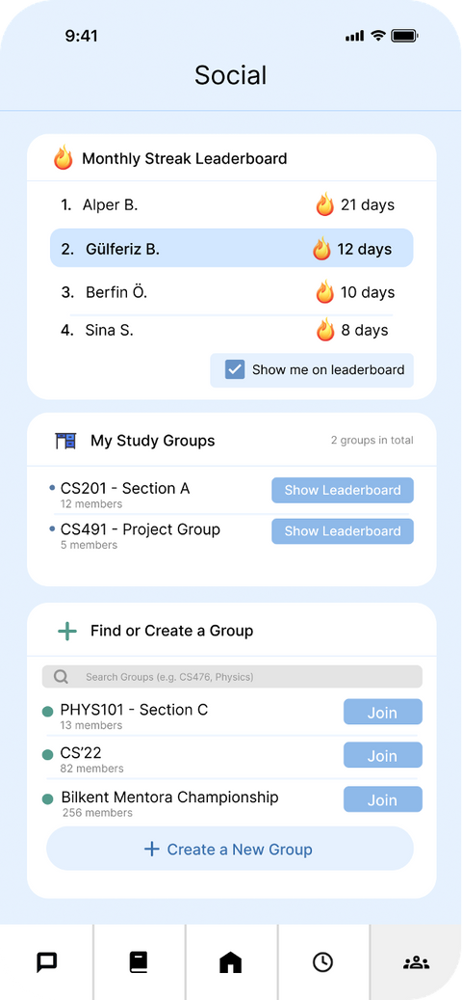 9:41
Social
Monthly Streak Leaderboard
1. Alper B. 21 days
2. Gülferiz B. 12 days
3. Berfin Ö. 10 days
4. Sina S. 8 days
Show me on leaderboard
My Study Groups 2 groups in total
CS201 - Section A Show Leaderboard
12 members
CS491 - Project Group Show Leaderboard
5 members
Find or Create a Group
Search Groups (e.g. CS476, Physics)
PHYS101 - Section C Join
13 members
CS’22 Join
82 members
Bilkent Mentora Championship Join
256 members
+ Create a New Group